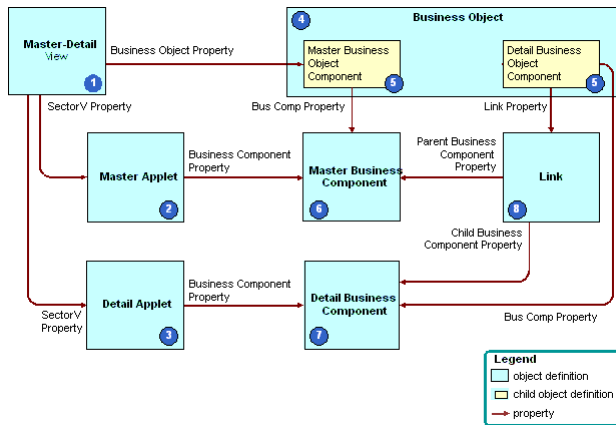 Master-Detail
View
1
Business Object Property
4
Business Object
Master Business
Object
Component
5
Detail Business
Object
Component
5
SectorV Property
Bus Comp Property
Link Property
Master Applet
2
Business Component
Property
Master Business
Component
6
Parent Business
Component
Property
Link
8
Child Business
Component Property
Detail Applet
3
SectorV
Property
Business Component
Property
Detail Business
Component
7
Bus Comp Property
Legend
object definition
child object definition
property